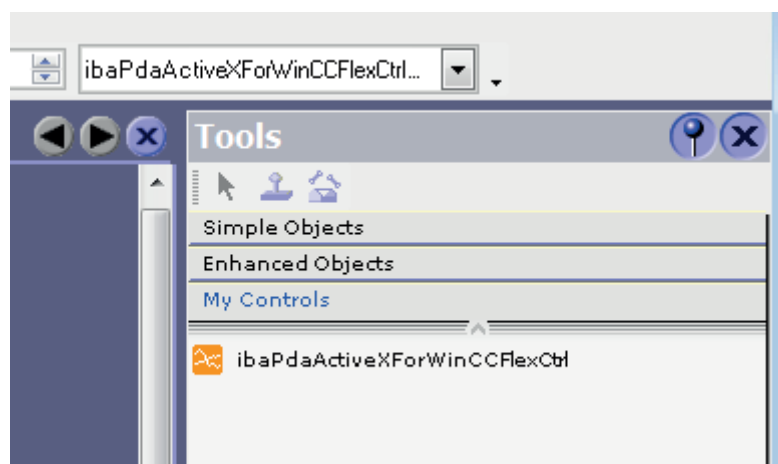 ibaPdaActiveXForWinCCFlexCtrl...
Tools
Simple Objects
Enhanced Objects
My Controls
ibaPdaActiveXForWinCCFlexCtrl